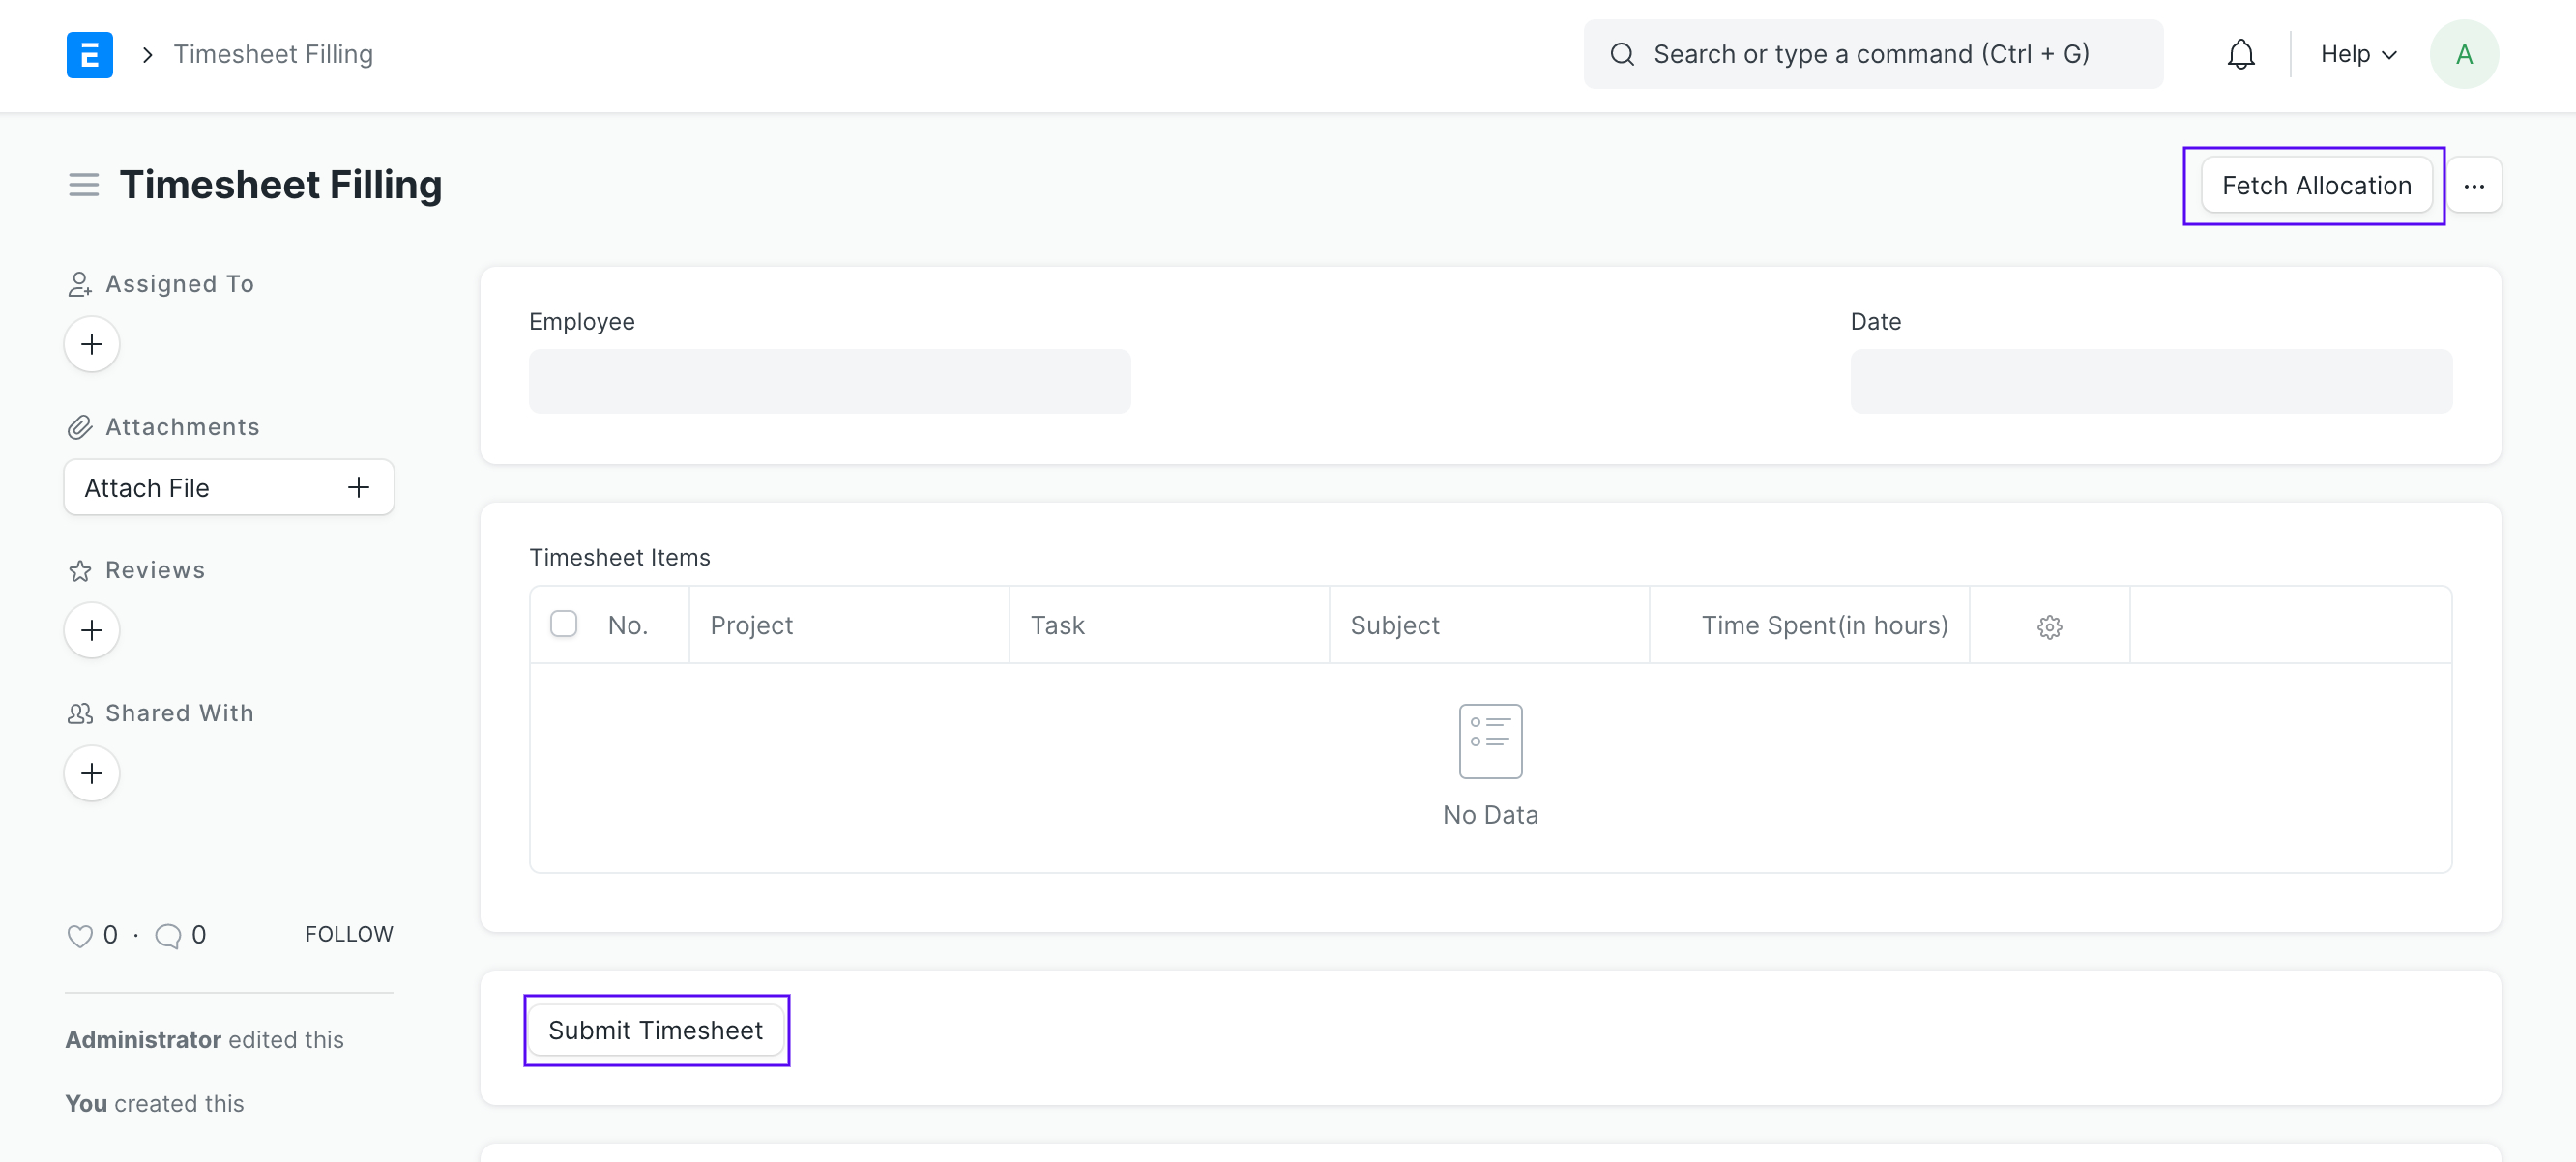 E
Timesheet Filling
Search or type a command (Ctrl + G)
Help
A
Timesheet Filling
Fetch Allocation
...
Assigned To
Attachments
Attach File
Reviews
Shared With
0 · 0 FOLLOW
Administrator edited this
You created this
Employee
Date
Timesheet Items
No. Project Task Subject Time Spent(in hours)
No Data
Submit Timesheet